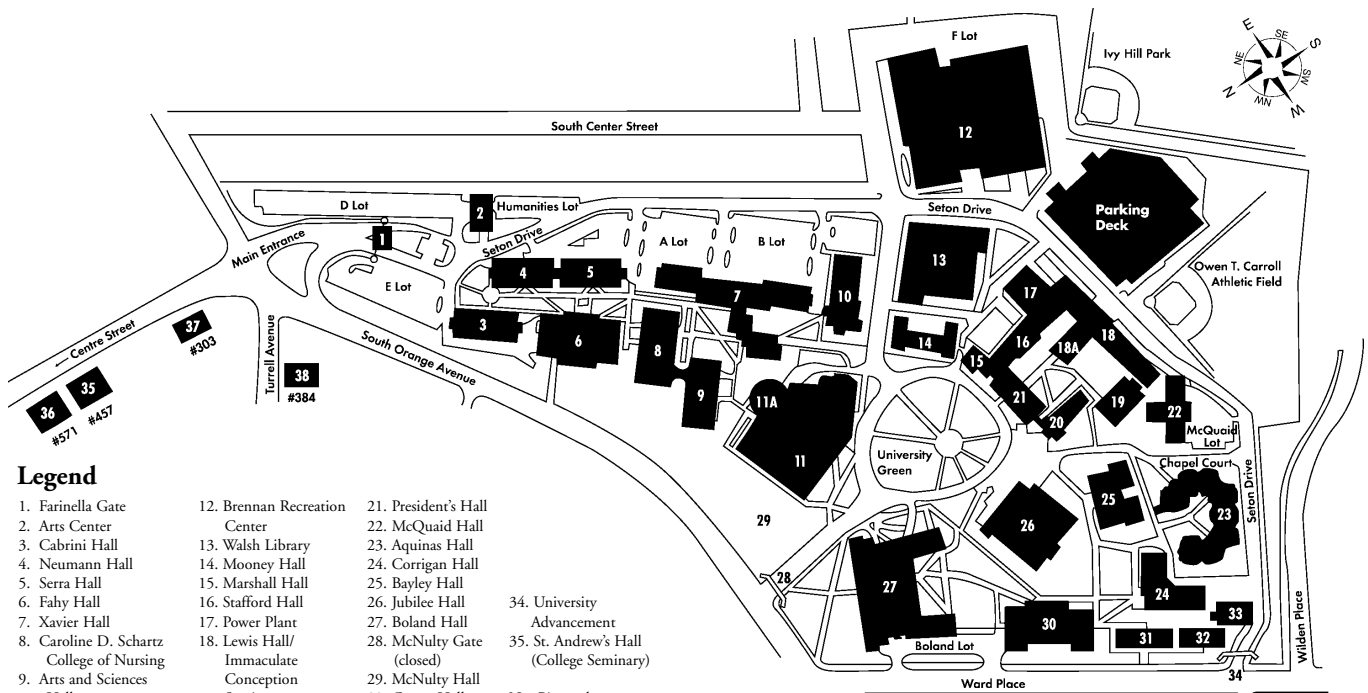 F Lot
Ivy Hill Park
E
SE
S
NE
SW
N
NW
W
South Center Street
12
D Lot
2
Humanities Lot
Seton Drive
Parking
Deck
1
Main Entrance
Seton Drive
A Lot
B Lot
13
Owen T. Carroll
Athletic Field
4
5
E Lot
7
10
17
3
6
8
14
16
18A
18
37
#303
Centre Street
Turrell Avenue
South Orange Avenue
15
38
#384
35
#457
36
#571
9
11A
21
19
20
22
McQuaid
Lot
11
University
Green
Chapel Court
Seton Drive
25
23
26
29
28
27
24
33
30
31
32
Boland Lot
34
Ward Place
Wilden Place
Legend
1. Farinella Gate
2. Arts Center
3. Cabrini Hall
4. Neumann Hall
5. Serra Hall
6. Fahy Hall
7. Xavier Hall
8. Caroline D. Schartz
College of Nursing
9. Arts and Sciences
12. Brennan Recreation
Center
13. Walsh Library
14. Mooney Hall
15. Marshall Hall
16. Stafford Hall
17. Power Plant
18. Lewis Hall/
Immaculate
Conception
21. President's Hall
22. McQuaid Hall
23. Aquinas Hall
24. Corrigan Hall
25. Bayley Hall
26. Jubilee Hall
27. Boland Hall
28. McNulty Gate
(closed)
29. McNulty Hall
34. University
Advancement
35. St. Andrew's Hall
(College Seminary)